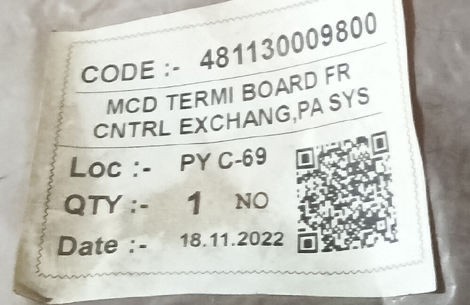 CODE :- 481130009800
MCD TERMI BOARD FR
CNTRL EXCHANG,PA SYS
Loc :- PY C-69
QTY :- 1 NO
Date :- 18.11.2022